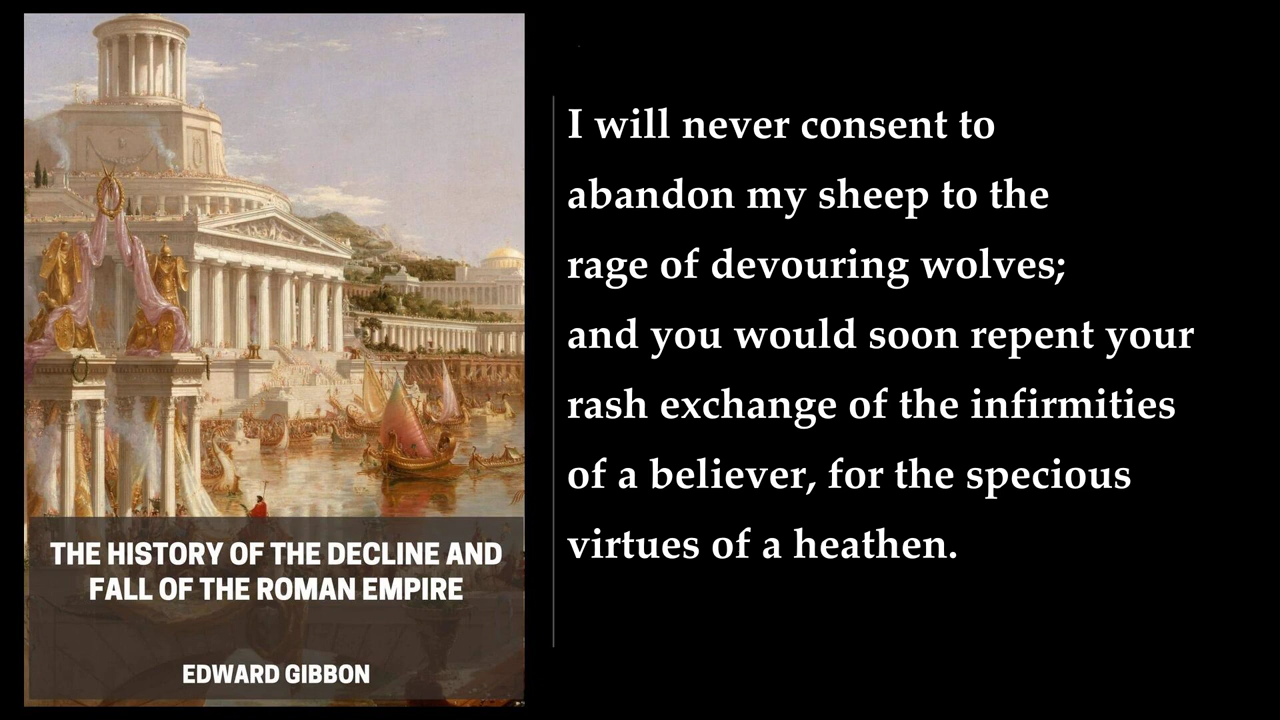 THE HISTORY OF THE DECLINE AND
FALL OF THE ROMAN EMPIRE
EDWARD GIBBON
I will never consent to
abandon my sheep to the
rage of devouring wolves;
and you would soon repent your
rash exchange of the infirmities
of a believer, for the specious
virtues of a heathen.